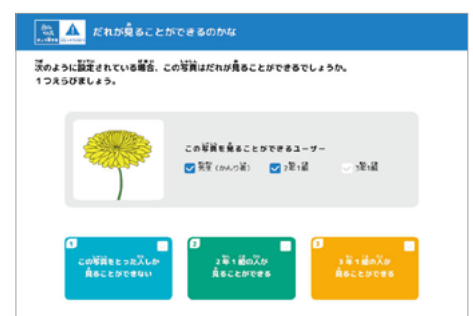 だれが見ることができるのかな
次のように設定されている場合、この写真はだれが見ることができるでしょうか。
1つえらびましょう。
この写真を見ることができるユーザー
先生（かんり者）
2年1組
3年1組
1
この写真をとった人しか
見ることができない
2
2年1組の人が
見ることができる
3
3年1組の人が
見ることができる